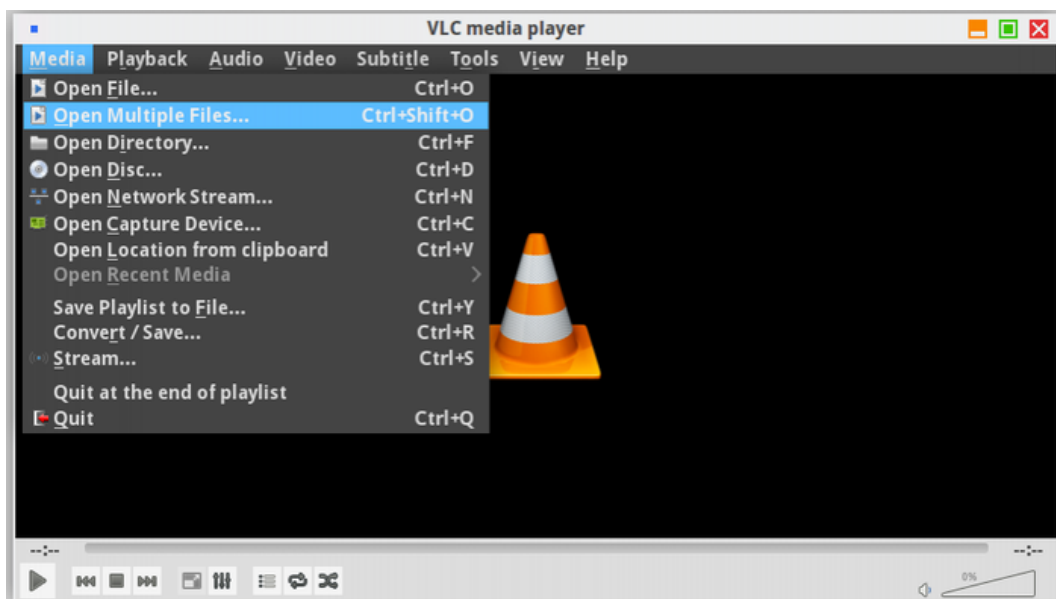 VLC media player
Media Playback Audio Video Subtitle Tools View Help
Open File... Ctrl+O
Open Multiple Files... Ctrl+Shift+O
Open Directory... Ctrl+F
Open Disc... Ctrl+D
Open Network Stream... Ctrl+N
Open Capture Device... Ctrl+C
Open Location from clipboard Ctrl+V
Open Recent Media
Save Playlist to File... Ctrl+Y
Convert / Save... Ctrl+R
Stream... Ctrl+S
Quit at the end of playlist
Quit Ctrl+Q
--:-- --:--
0%